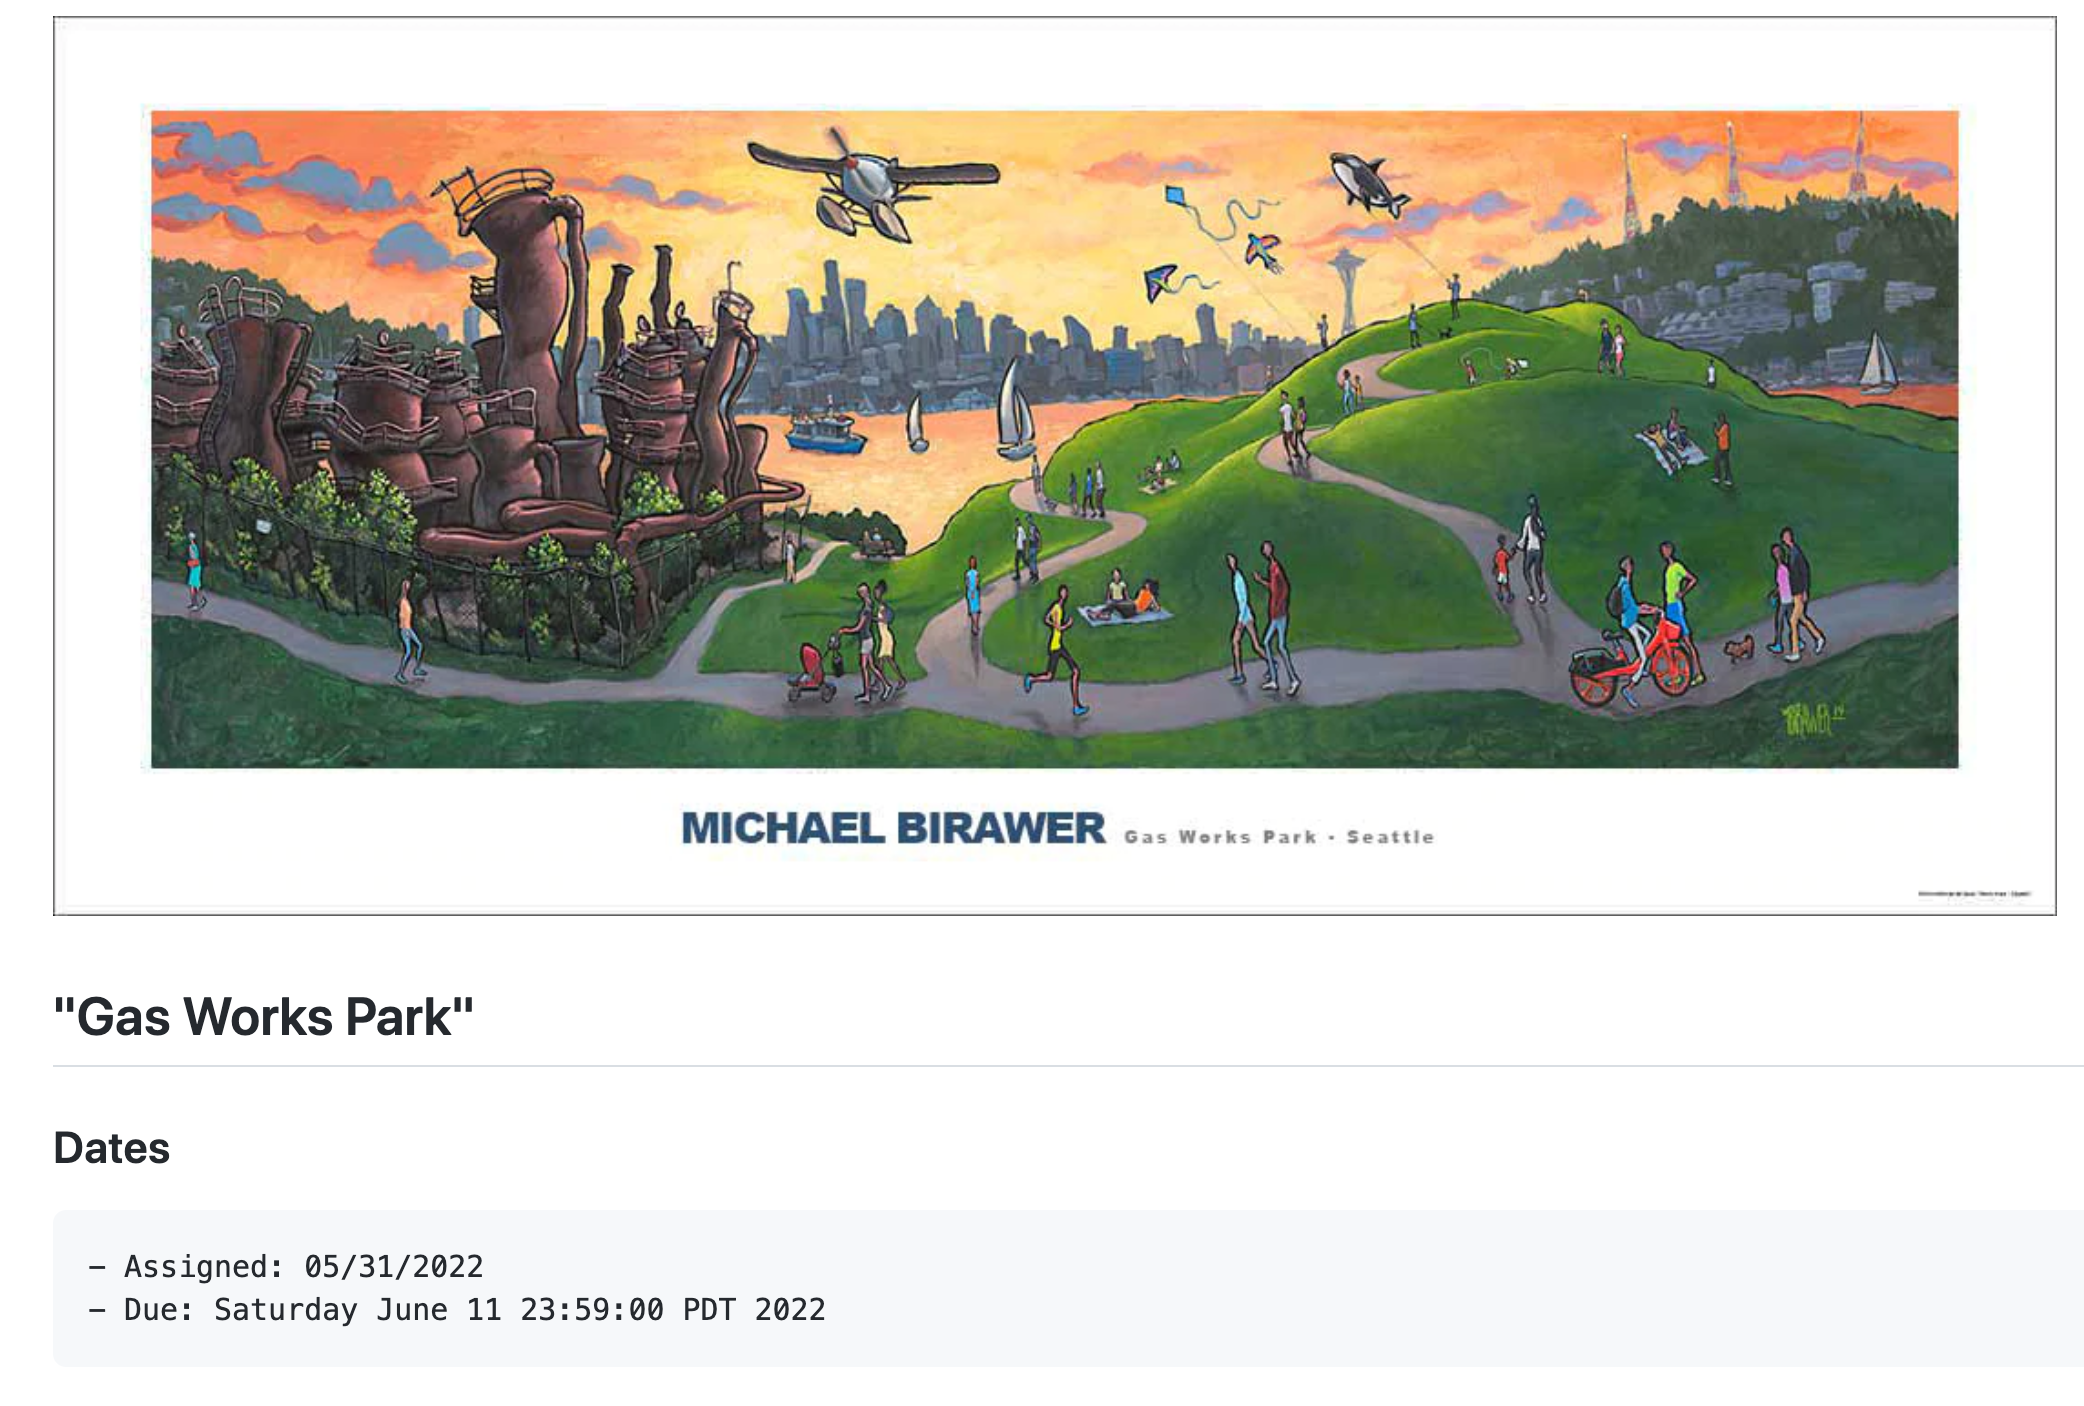 BIRAWER
MICHAEL BIRAWER Gas Works Park • Seattle
"Gas Works Park"
Dates
- Assigned: 05/31/2022
- Due: Saturday June 11 23:59:00 PDT 2022